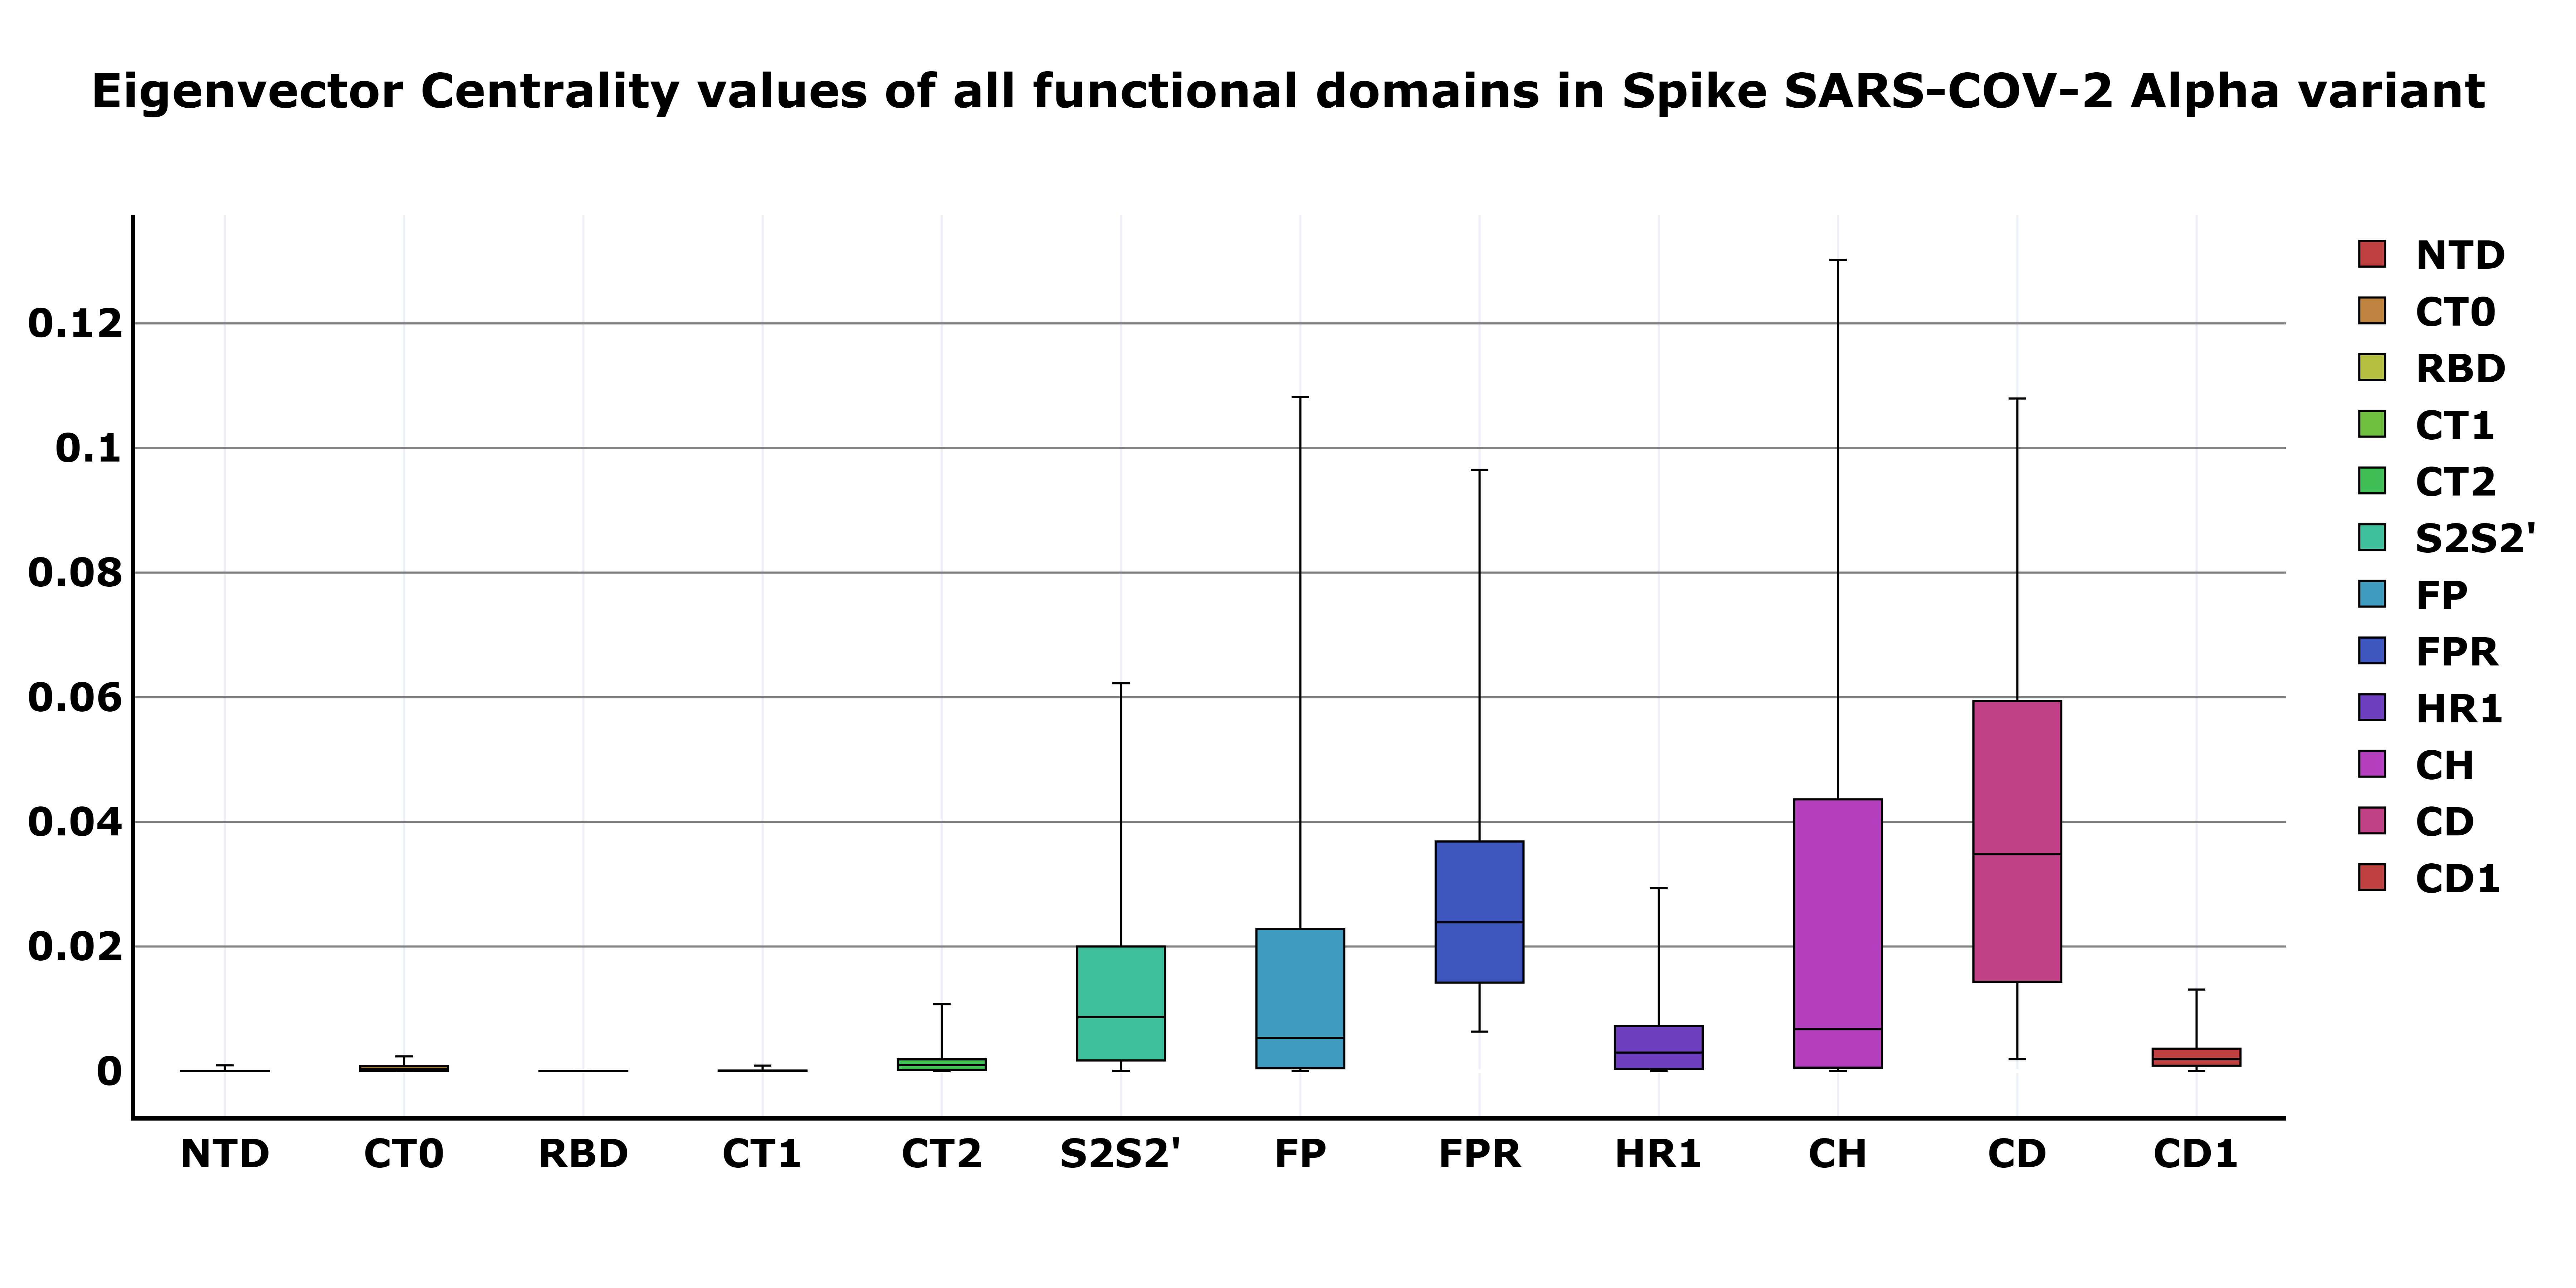 Eigenvector Centrality values of all functional domains in Spike SARS-COV-2 Alpha variant
0.12
0.1
0.08
0.06
0.04
0.02
0
NTD CT0 RBD CT1 CT2 S2S2' FP FPR HR1 CH CD CD1
NTD
CT0
RBD
CT1
CT2
S2S2'
FP
FPR
HR1
CH
CD
CD1